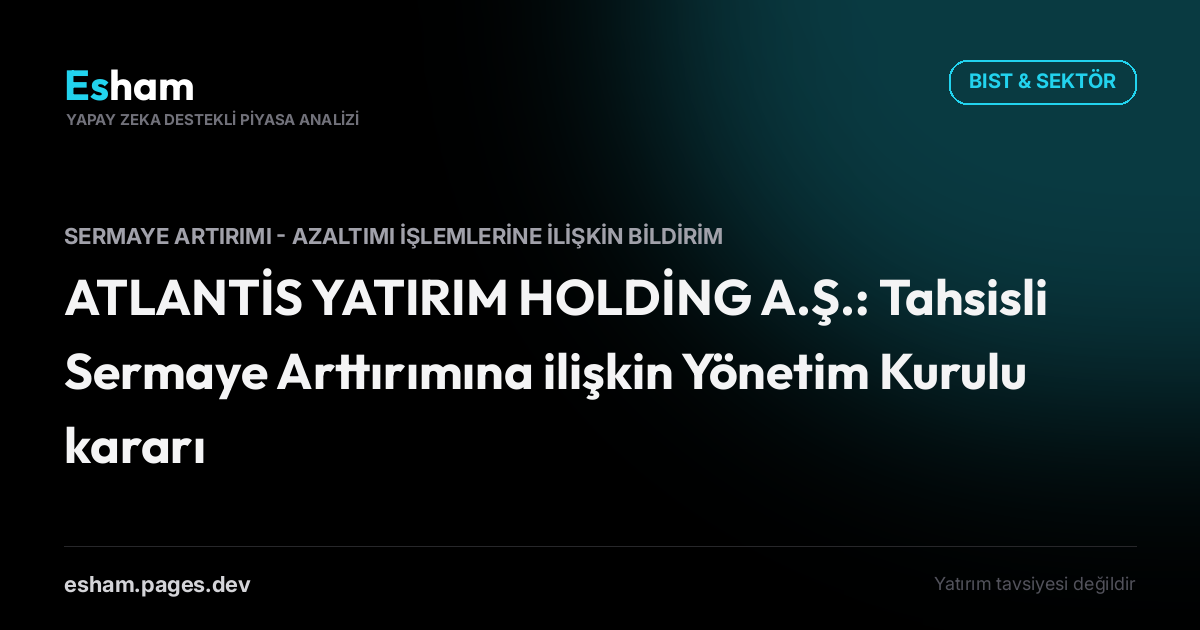 Esham
YAPAY ZEKA DESTEKLİ PİYASA ANALİZİ
BIST & SEKTÖR
SERMAYE ARTIRIMI - AZALTIMI İŞLEMLERİNE İLİŞKİN BİLDİRİM
ATLANTİS YATIRIM HOLDİNG A.Ş.: Tahsisli
Sermaye Arttırımına ilişkin Yönetim Kurulu
kararı
esham.pages.dev
Yatırım tavsiyesi değildir